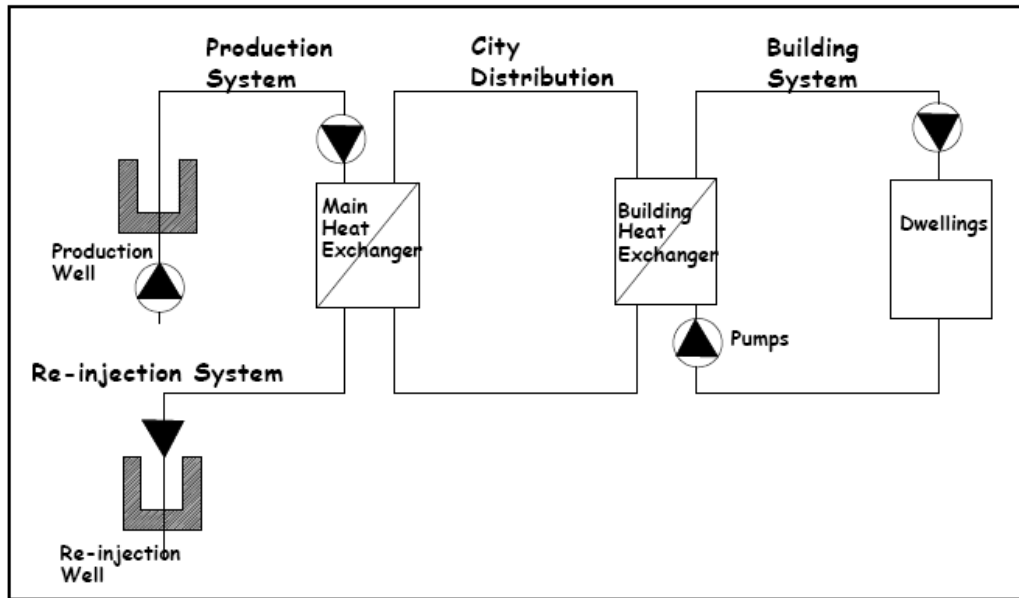 Production
System
City
Distribution
Building
System
Main
Heat
Exchanger
Building
Heat
Exchanger
Dwellings
Production
Well
Pumps
Re-injection System
Re-injection
Well